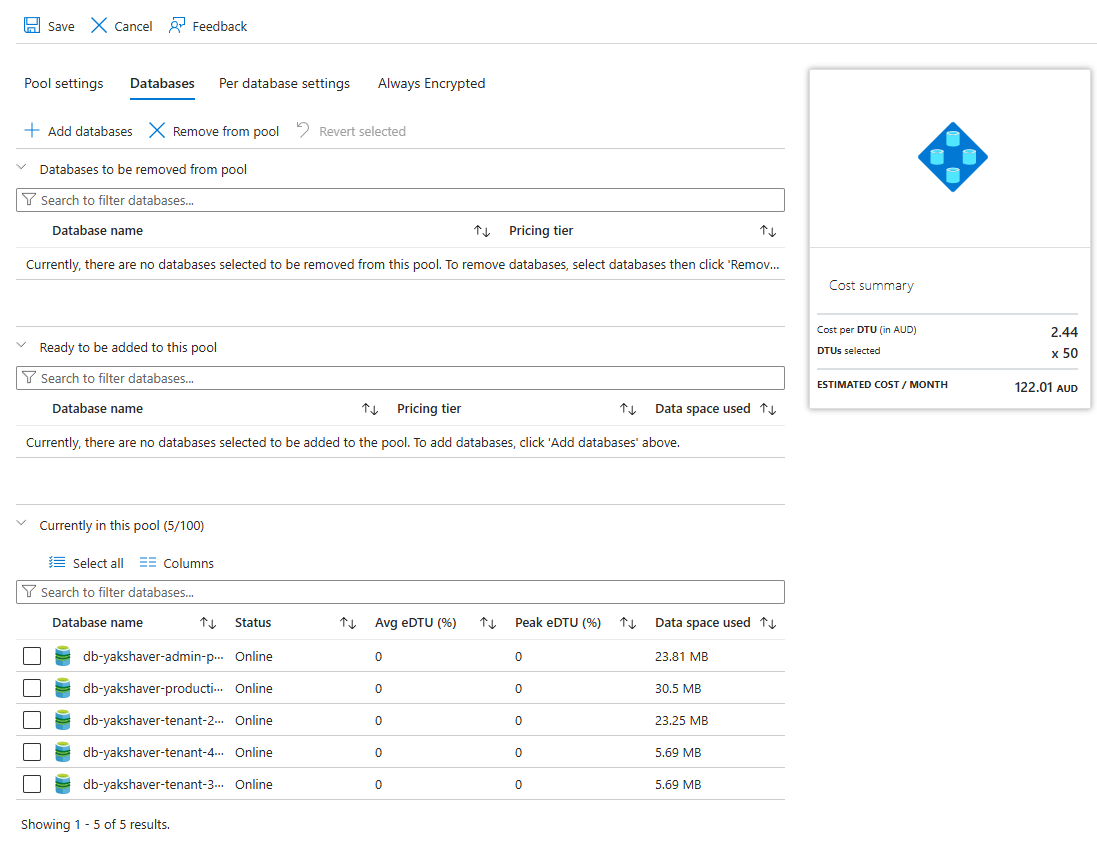 Save Cancel Feedback
Pool settings Databases Per database settings Always Encrypted
Add databases Remove from pool Revert selected
Databases to be removed from pool
Search to filter databases...
Database name Pricing tier
Currently, there are no databases selected to be removed from this pool. To remove databases, select databases then click 'Remov...
Ready to be added to this pool
Search to filter databases...
Database name Pricing tier Data space used
Currently, there are no databases selected to be added to the pool. To add databases, click 'Add databases' above.
Currently in this pool (5/100)
Select all Columns
Search to filter databases...
Database name Status Avg eDTU (%) Peak eDTU (%) Data space used
db-yakshaver-admin-p... Online 0 0 23.81 MB
db-yakshaver-producti... Online 0 0 30.5 MB
db-yakshaver-tenant-2... Online 0 0 23.25 MB
db-yakshaver-tenant-4... Online 0 0 5.69 MB
db-yakshaver-tenant-3... Online 0 0 5.69 MB
Showing 1 - 5 of 5 results.
Cost summary
Cost per DTU (in AUD) 2.44
DTUs selected x 50
ESTIMATED COST / MONTH 122.01 AUD